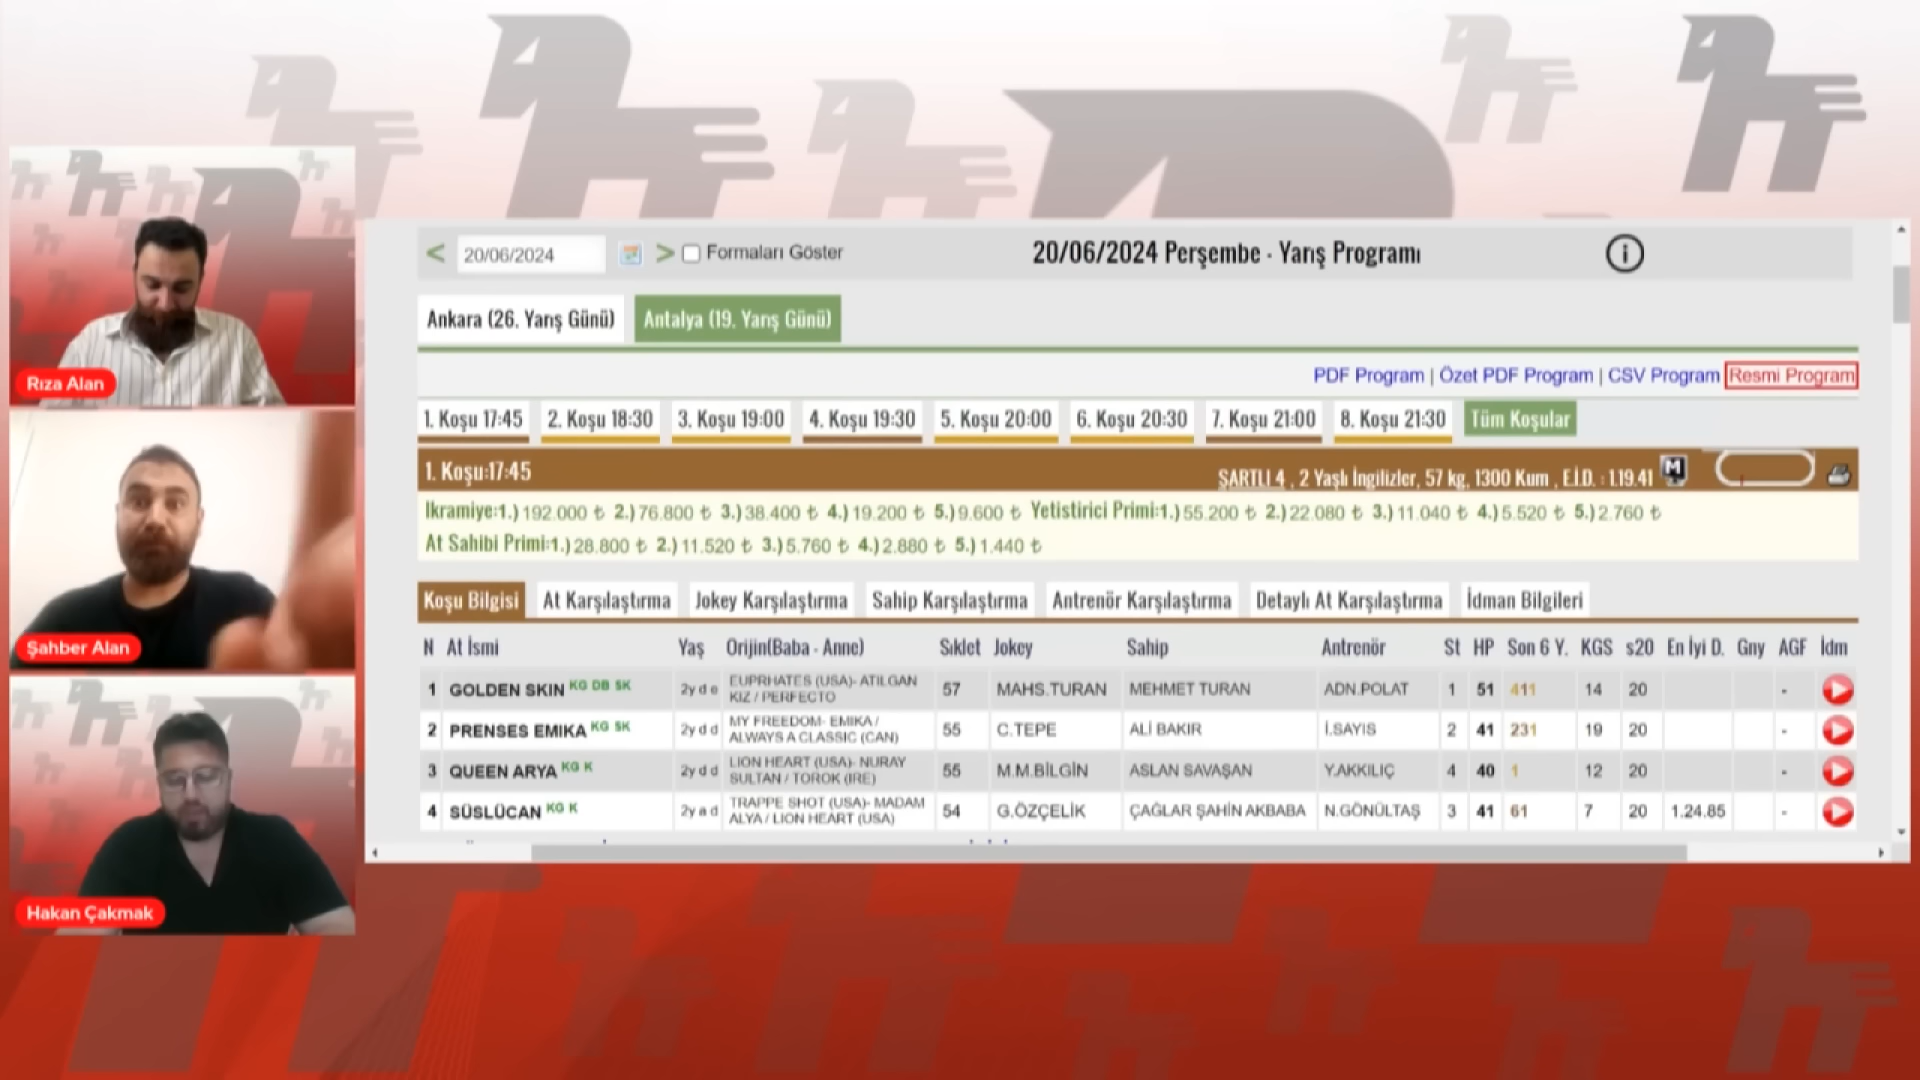 Rıza Alan
Şahber Alan
Hakan Çakmak
< 20/06/2024 > Formaları Göster 20/06/2024 Perşembe - Yarış Programı
Ankara (26. Yarış Günü) Antalya (19. Yarış Günü)
PDF Program | Özet PDF Program | CSV Program Resmi Program
1. Koşu 17:45 2. Koşu 18:30 3. Koşu 19:00 4. Koşu 19:30 5. Koşu 20:00 6. Koşu 20:30 7. Koşu 21:00 8. Koşu 21:30 Tüm Koşular
1. Koşu:17:45 ŞARTLI 4 , 2 Yaşlı İngilizler, 57 kg, 1300 Kum , E.İ.D. : 1.19.41 M
İkramiye:1.) 192.000 ₺ 2.) 76.800 ₺ 3.) 38.400 ₺ 4.) 19.200 ₺ 5.) 9.600 ₺ Yetistirici Primi:1.) 55.200 ₺ 2.) 22.080 ₺ 3.) 11.040 ₺ 4.) 5.520 ₺ 5.) 2.760 ₺
At Sahibi Primi:1.) 28.800 ₺ 2.) 11.520 ₺ 3.) 5.760 ₺ 4.) 2.880 ₺ 5.) 1.440 ₺
Koşu Bilgisi At Karşılaştırma Jokey Karşılaştırma Sahip Karşılaştırma Antrenör Karşılaştırma Detaylı At Karşılaştırma İdman Bilgileri
N At İsmi Yaş Orijin(Baba - Anne) Sıklet Jokey Sahip Antrenör St HP Son 6 Y. KGS s20 En İyi D. Gny AGF İdm
1 GOLDEN SKIN KG DB SK 2y d e EUPRHATES (USA)- ATILGAN KIZ / PERFECTO 57 MAHS.TURAN MEHMET TURAN ADN.POLAT 1 51 411 14 20 -
2 PRENSES EMIKA KG SK 2y d d MY FREEDOM- EMIKA / ALWAYS A CLASSIC (CAN) 55 C.TEPE ALİ BAKIR İ.SAYIS 2 41 231 19 20 -
3 QUEEN ARYA KG K 2y d d LION HEART (USA)- NURAY SULTAN / TOROK (IRE) 55 M.M.BİLGİN ASLAN SAVAŞAN Y.AKKILIÇ 4 40 1 12 20 -
4 SÜSLÜCAN KG K 2y a d TRAPPE SHOT (USA)- MADAM ALYA / LION HEART (USA) 54 G.ÖZÇELİK ÇAĞLAR ŞAHİN AKBABA N.GÖNÜLTAŞ 3 41 61 7 20 1.24.85 -